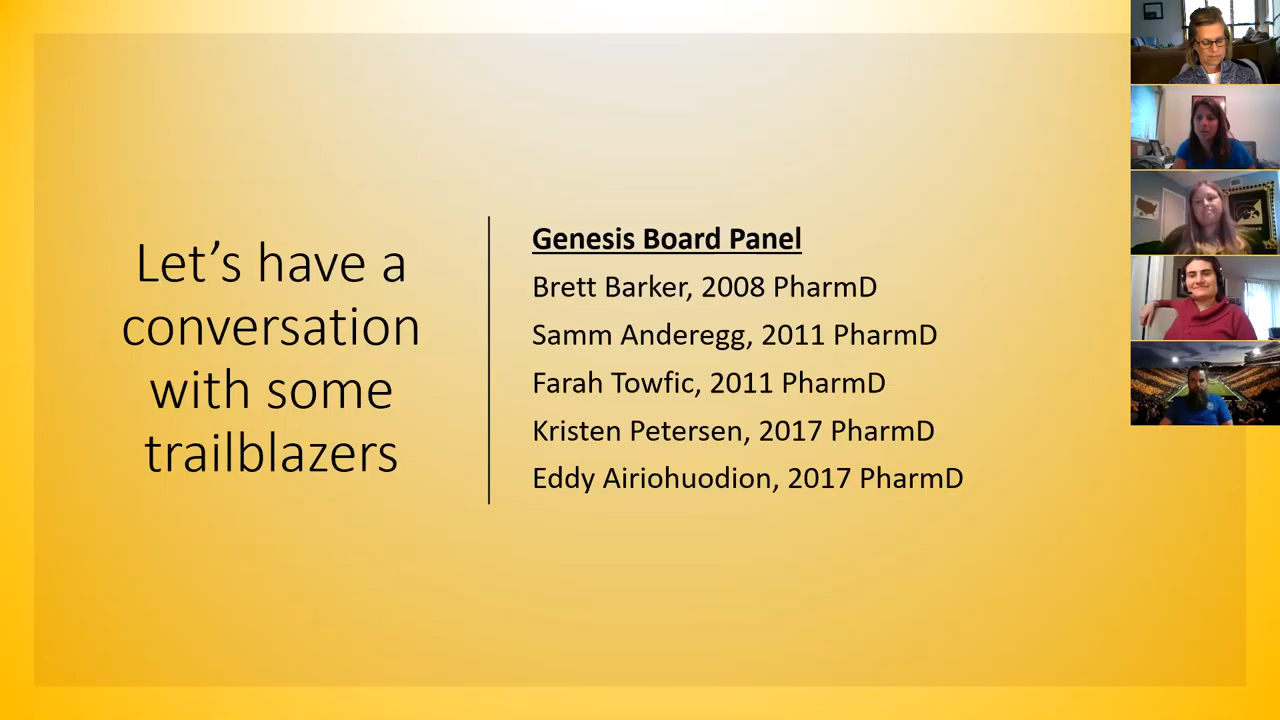 Let's have a
conversation
with some
trailblazers
Genesis Board Panel
Brett Barker, 2008 PharmD
Samm Anderegg, 2011 PharmD
Farah Towfic, 2011 PharmD
Kristen Petersen, 2017 PharmD
Eddy Airiohuodion, 2017 PharmD